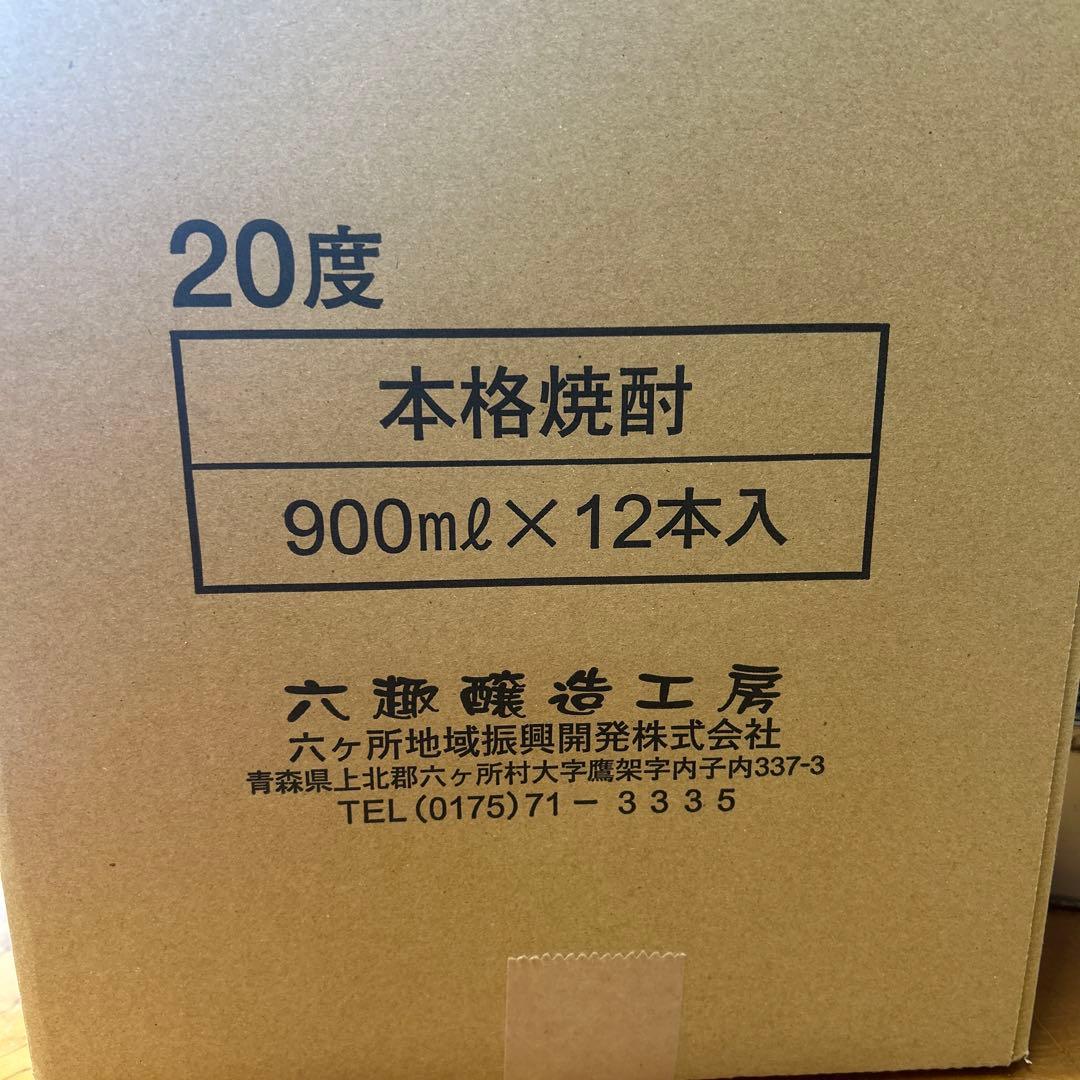 20度
本格焼酎
900mℓ×12本入
六趣醸造工房
六ヶ所地域振興開発株式会社
青森県上北郡六ヶ所村大字鷹架字内子内337-3
TEL(0175)71－3335